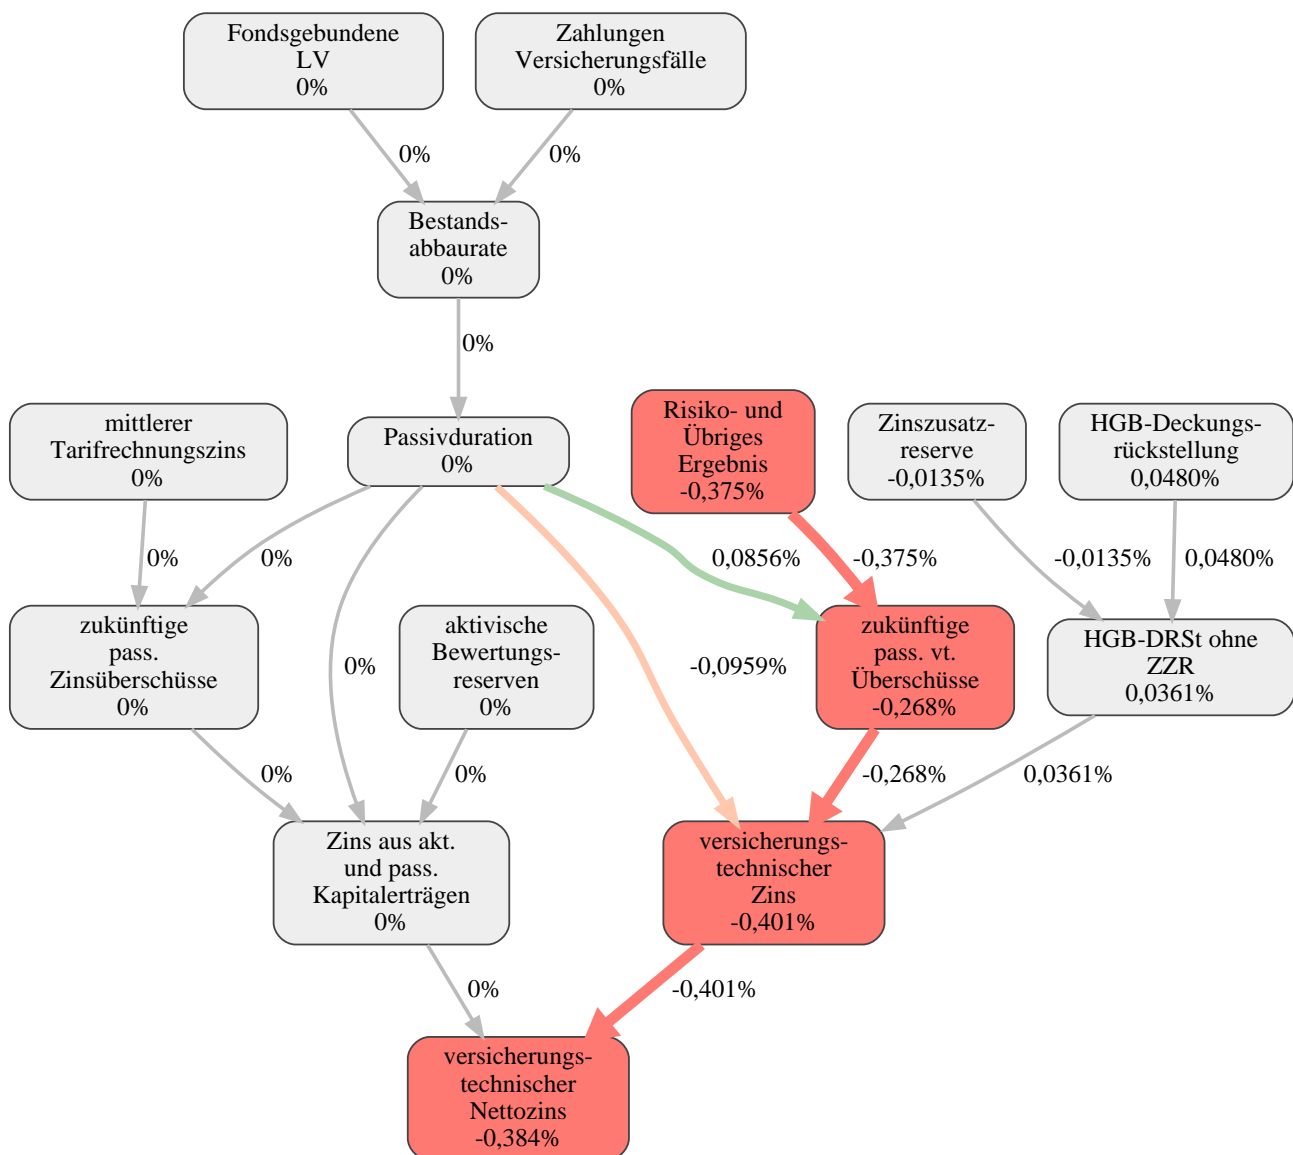 Fondsgebundene
LV
0%
Zahlungen
Versicherungsfälle
0%
0%
0%
Bestands-
abbaurate
0%
0%
mittlerer
Tarifrechnungszins
0%
Passivduration
0%
Risiko- und
Übriges
Ergebnis
-0,375%
Zinszusatz-
reserve
-0,0135%
HGB-Deckungs-
rückstellung
0,0480%
0%
0%
0,0856%
-0,375%
-0,0135%
0,0480%
zukünftige
pass.
Zinsüberschüsse
0%
0%
aktivische
Bewertungs-
reserven
0%
-0,0959%
zukünftige
pass. vt.
Überschüsse
-0,268%
HGB-DRSt ohne
ZZR
0,0361%
0%
0%
-0,268%
0,0361%
Zins aus akt.
und pass.
Kapitalerträgen
0%
versicherungs-
technischer
Zins
-0,401%
0%
-0,401%
versicherungs-
technischer
Nettozins
-0,384%